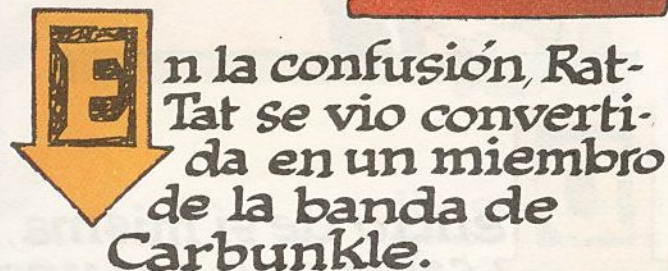 En la confusión, Rat-
Tat se vio converti-
da en un miembro
de la banda de
Carbunkle.